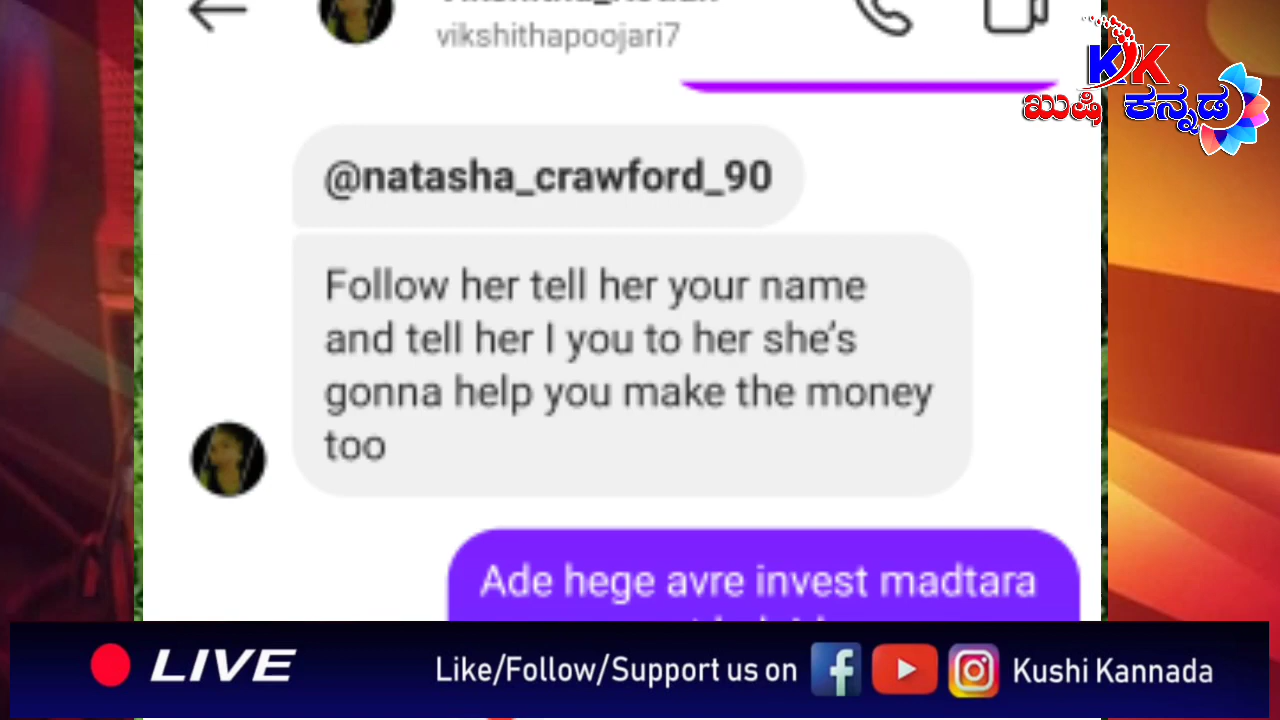 vikshithapoojari7
KK
ಖುಷಿ ಕನ್ನಡ
@natasha_crawford_90
Follow her tell her your name
and tell her I you to her she's
gonna help you make the money
too
Ade hege avre invest madtara
LIVE
Like/Follow/Support us on
Kushi Kannada